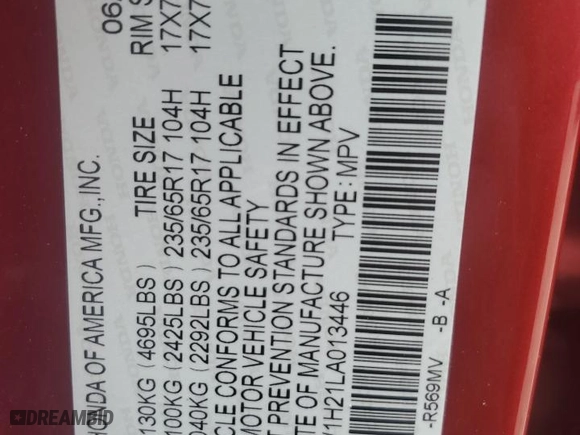 NDA OF AMERICA MFG.,INC. 06
130KG (4695LBS) TIRE SIZE RIM S
100KG (2425LBS) 235/65R17 104H 17X7
040KG (2292LBS) 235/65R17 104H 17X7
CLE CONFORMS TO ALL APPLICABLE
MOTOR VEHICLE SAFETY
T PREVENTION STANDARDS IN EFFECT
TE OF MANUFACTURE SHOWN ABOVE.
1H21LA013446 TYPE: MPV
-R569MV -B -A
HONDA
© DREAMBID